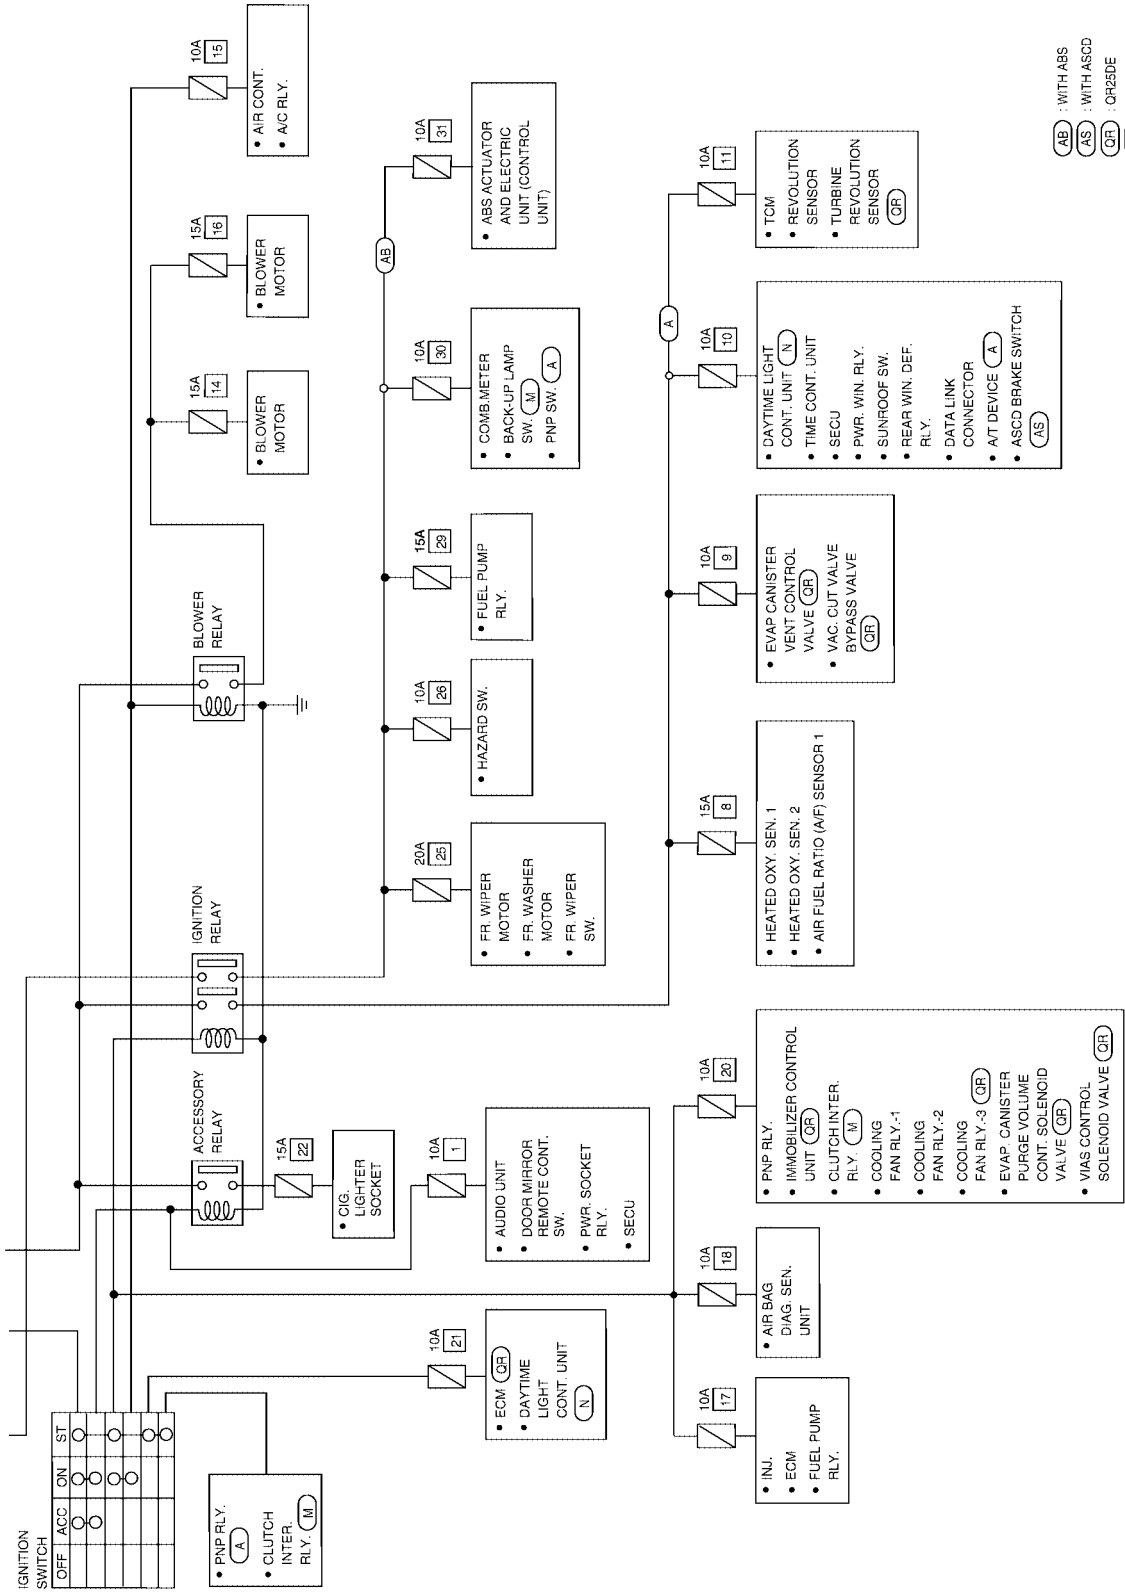 IGNITION
SWITCH
OFF ACC ON ST
• PNP RLY.
A
• CLUTCH
INTER.
RLY. M
ACCESSORY
RELAY
IGNITION
RELAY
BLOWER
RELAY
15A
22
• CIG.
LIGHTER
SOCKET
15A
14
• BLOWER
MOTOR
15A
16
• BLOWER
MOTOR
10A
15
• AIR CONT.
• A/C RLY.
10A
21
• ECM QR
• DAYTIME
LIGHT
CONT. UNIT
N
10A
1
• AUDIO UNIT
• DOOR MIRROR
REMOTE CONT.
SW.
• PWR. SOCKET
RLY.
• SECU
20A
25
• FR. WIPER
MOTOR
• FR. WASHER
MOTOR
• FR. WIPER
SW.
10A
26
• HAZARD SW.
15A
29
• FUEL PUMP
RLY.
10A
30
• COMB.METER
• BACK-UP LAMP
SW. M
• PNP SW. A
AB
10A
31
• ABS ACTUATOR
AND ELECTRIC
UNIT (CONTROL
UNIT)
10A
17
• INJ.
• ECM
• FUEL PUMP
RLY.
10A
18
• AIR BAG
DIAG. SEN.
UNIT
10A
20
• PNP RLY.
• IMMOBILIZER CONTROL
UNIT QR
• CLUTCH INTER.
RLY. M
• COOLING
FAN RLY.-1
• COOLING
FAN RLY.-2
• COOLING
FAN RLY.-3 QR
• EVAP. CANISTER
PURGE VOLUME
CONT. SOLENOID
VALVE QR
• VIAS CONTROL
SOLENOID VALVE QR
15A
8
• HEATED OXY. SEN. 1
• HEATED OXY. SEN. 2
• AIR FUEL RATIO (A/F) SENSOR 1
10A
9
• EVAP CANISTER
VENT CONTROL
VALVE QR
• VAC. CUT VALVE
BYPASS VALVE
QR
10A
10
• DAYTIME LIGHT
CONT. UNIT N
• TIME CONT. UNIT
• SECU
• PWR. WIN. RLY.
• SUNROOF SW.
• REAR WIN. DEF.
RLY.
• DATA LINK
CONNECTOR
• A/T DEVICE A
• ASCD BRAKE SWITCH
AS
A
10A
11
• TCM
• REVOLUTION
SENSOR
• TURBINE
REVOLUTION
SENSOR
QR
AB : WITH ABS
AS : WITH ASCD
QR : QR25DE